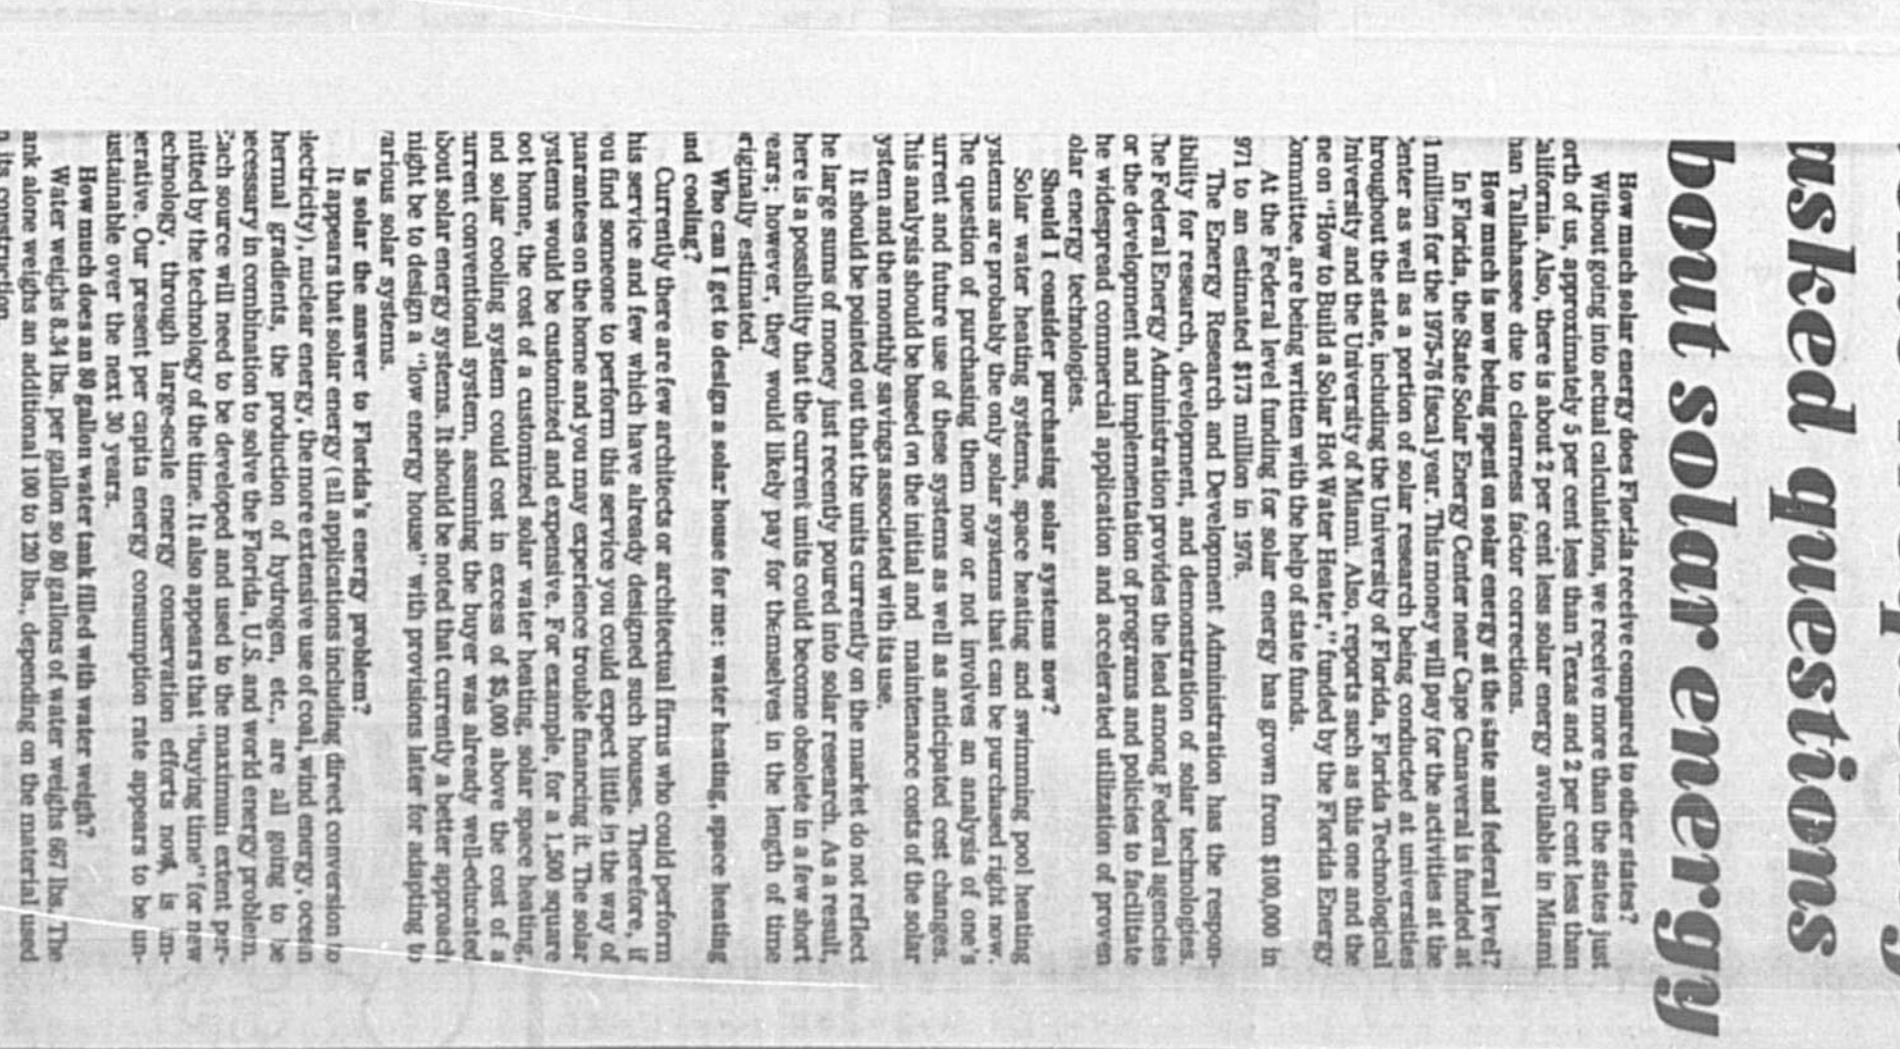 asked questions
bout solar energy
How much solar energy does Florida receive compared to other states?
Without going into actual calculations, we receive more than the states just
orth of us, approximately 5 per cent less than Texas and 2 per cent less than
California. Also, there is about 2 per cent less solar energy available in Miami
han Tallahassee due to clearness factor corrections.
How much is now being spent on solar energy at the state and federal level?
In Florida, the State Solar Energy Center near Cape Canaveral is funded at
1 million for the 1975-76 fiscal year. This money will pay for the activities at the
Center as well as a portion of solar research being conducted at universities
hroughout the state, including the University of Florida, Florida Technological
University and the University of Miami. Also, reports such as this one and the
ne on "How to Build a Solar Hot Water Heater," funded by the Florida Energy
Committee, are being written with the help of state funds.
At the Federal level funding for solar energy has grown from $100,000 in
971 to an estimated $173 million in 1976.
The Energy Research and Development Administration has the respon-
ibility for research, development, and demonstration of solar technologies.
The Federal Energy Administration provides the lead among Federal agencies
or the development and implementation of programs and policies to facilitate
he widespread commercial application and accelerated utilization of proven
olar energy technologies.
Should I consider purchasing solar systems now?
Solar water heating systems, space heating and swimming pool heating
ystems are probably the only solar systems that can be purchased right now.
The question of purchasing them now or not involves an analysis of one's
urrent and future use of these systems as well as anticipated cost changes.
This analysis should be based on the initial and maintenance costs of the solar
ystem and the monthly savings associated with its use.
It should be pointed out that the units currently on the market do not reflect
he large sums of money just recently poured into solar research. As a result,
here is a possibility that the current units could become obsolete in a few short
ears; however, they would likely pay for themselves in the length of time
riginally estimated.
Who can I get to design a solar house for me: water heating, space heating
and cooling?
Currently there are few architects or architectual firms who could perform
his service and few which have already designed such houses. Therefore, if
you find someone to perform this service you could expect little in the way of
guarantees on the home and you may experience trouble financing it. The solar
ystems would be customized and expensive. For example, for a 1,500 square
oot home, the cost of a customized solar water heating, solar space heating,
and solar cooling system could cost in excess of $5,000 above the cost of a
current conventional system, assuming the buyer was already well-educated
about solar energy systems. It should be noted that currently a better approach
might be to design a "low energy house" with provisions later for adapting to
various solar systems.
Is solar the answer to Florida's energy problem?
It appears that solar energy (all applications including direct conversion to
electricity), nuclear energy, the more extensive use of coal, wind energy, ocean
hermal gradients, the production of hydrogen, etc., are all going to be
necessary in combination to solve the Florida, U.S. and world energy problem.
Each source will need to be developed and used to the maximum extent per-
mitted by the technology of the time. It also appears that "buying time" for new
echnology, through large-scale energy conservation efforts now, is im-
perative. Our present per capita energy consumption rate appears to be un-
ustainable over the next 30 years.
How much does an 80 gallon water tank filled with water weigh?
Water weighs 8.34 lbs. per gallon so 80 gallons of water weighs 667 lbs. The
ank alone weighs an additional 100 to 120 lbs., depending on the material used
n its construction.